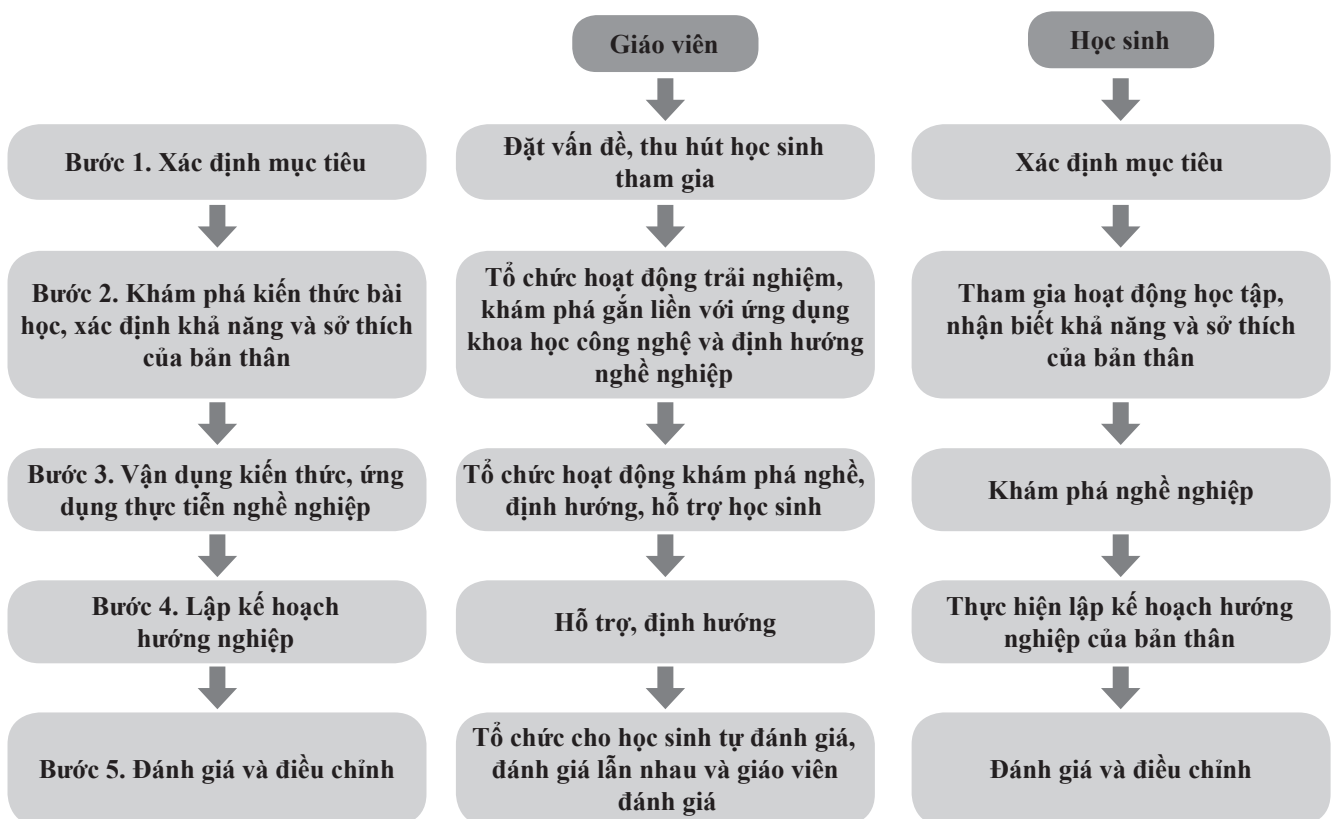 Giáo viên
Học sinh
Bước 1. Xác định mục tiêu
Đặt vấn đề, thu hút học sinh
tham gia
Xác định mục tiêu
Bước 2. Khám phá kiến thức bài
học, xác định khả năng và sở thích
của bản thân
Tổ chức hoạt động trải nghiệm,
khám phá gắn liền với ứng dụng
khoa học công nghệ và định hướng
nghề nghiệp
Tham gia hoạt động học tập,
nhận biết khả năng và sở thích
của bản thân
Bước 3. Vận dụng kiến thức, ứng
dụng thực tiễn nghề nghiệp
Tổ chức hoạt động khám phá nghề,
định hướng, hỗ trợ học sinh
Khám phá nghề nghiệp
Bước 4. Lập kế hoạch
hướng nghiệp
Hỗ trợ, định hướng
Thực hiện lập kế hoạch hướng
nghiệp của bản thân
Bước 5. Đánh giá và điều chỉnh
Tổ chức cho học sinh tự đánh giá,
đánh giá lẫn nhau và giáo viên
đánh giá
Đánh giá và điều chỉnh